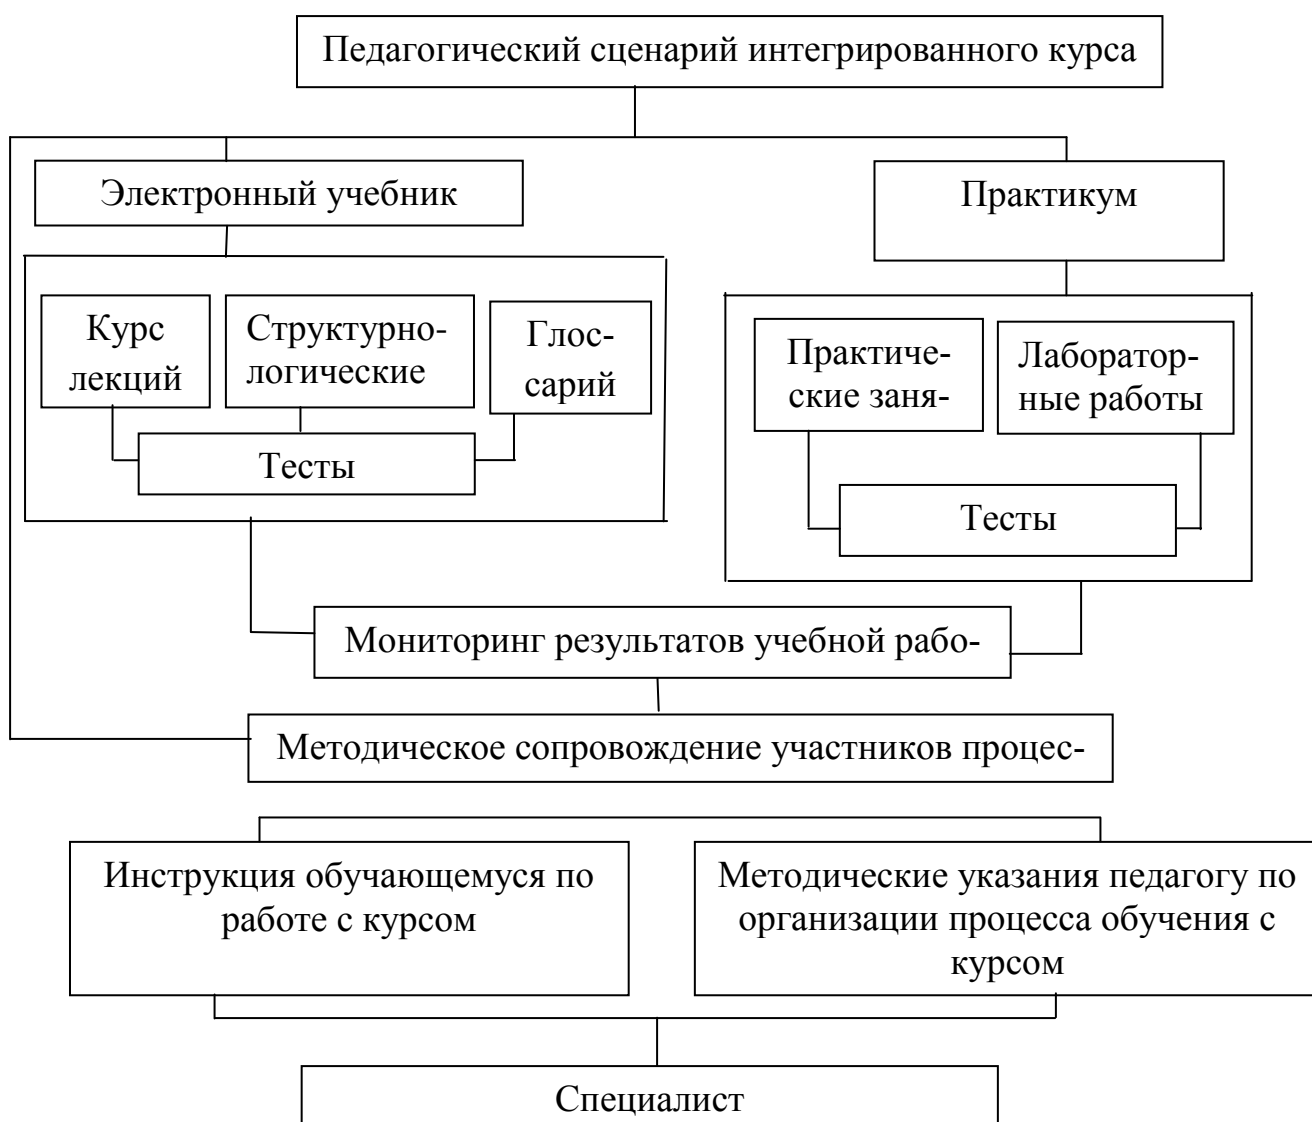 Педагогический сценарий интегрированного курса
Электронный учебник
Практикум
Курс
лекций
Структурно-
логические
Глос-
сарий
Тесты
Практиче-
ские заня-
Лаборатор-
ные работы
Тесты
Мониторинг результатов учебной рабо-
Методическое сопровождение участников процес-
Инструкция обучающемуся по
работе с курсом
Методические указания педагогу по
организации процесса обучения с
курсом
Специалист